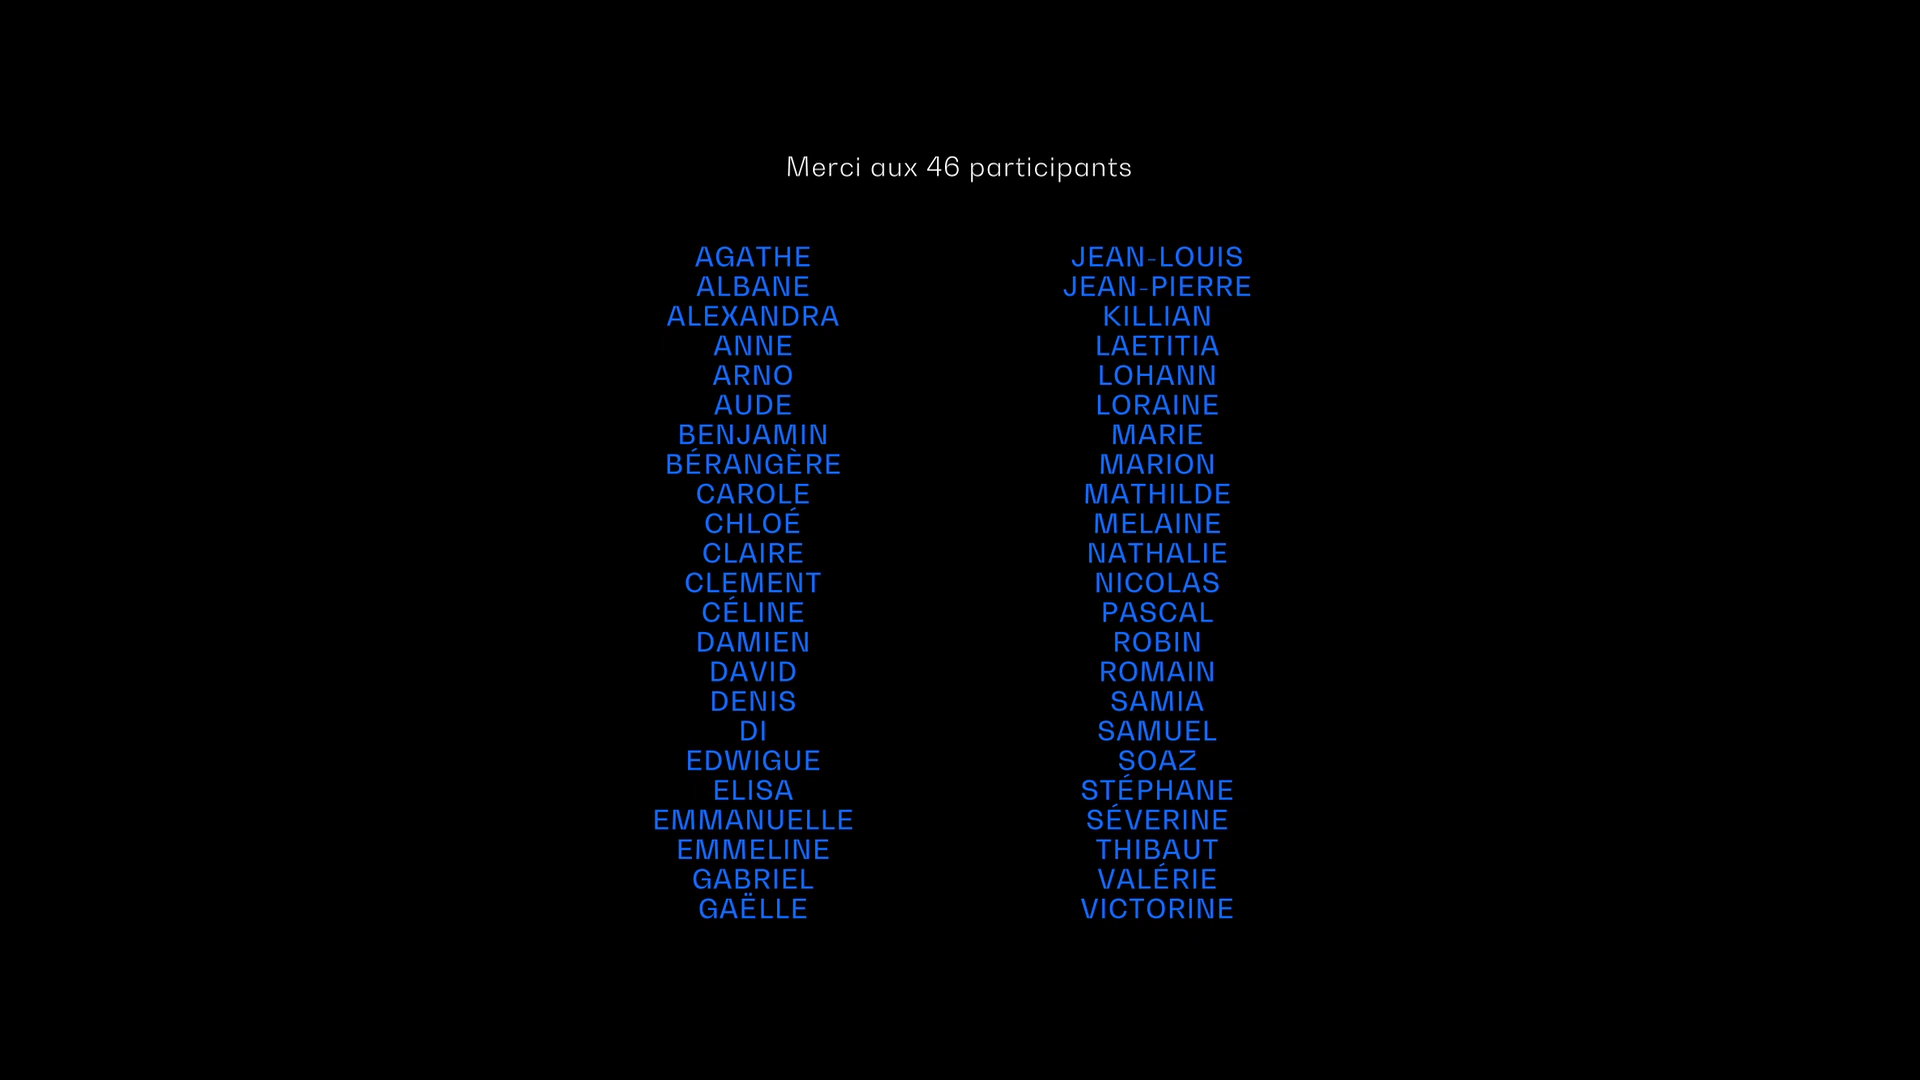 Merci aux 46 participants
AGATHE
ALBANE
ALEXANDRA
ANNE
ARNO
AUDE
BENJAMIN
BÉRANGÈRE
CAROLE
CHLOÉ
CLAIRE
CLEMENT
CÉLINE
DAMIEN
DAVID
DENIS
DI
EDWIGUE
ELISA
EMMANUELLE
EMMELINE
GABRIEL
GAËLLE
JEAN-LOUIS
JEAN-PIERRE
KILLIAN
LAETITIA
LOHANN
LORAINE
MARIE
MARION
MATHILDE
MELAINE
NATHALIE
NICOLAS
PASCAL
ROBIN
ROMAIN
SAMIA
SAMUEL
SOAZ
STÉPHANE
SÉVERINE
THIBAUT
VALÉRIE
VICTORINE